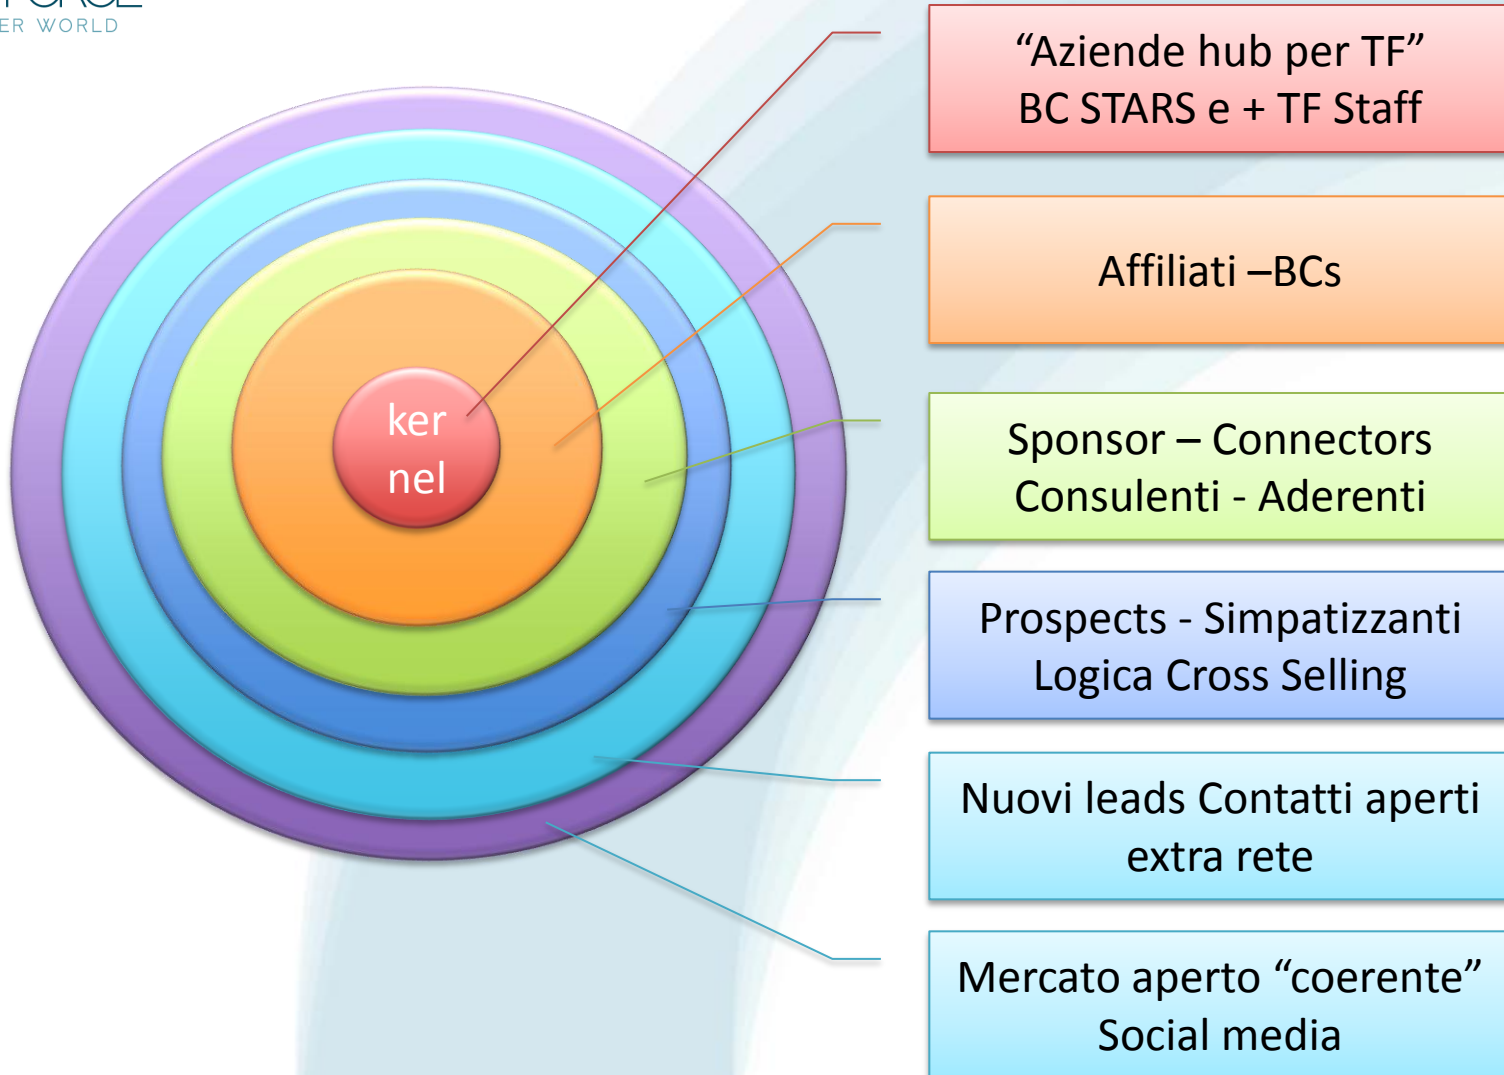 ER WORLD
ker
nel
“Aziende hub per TF”
BC STARS e + TF Staff
Affiliati –BCs
Sponsor – Connectors
Consulenti - Aderenti
Prospects - Simpatizzanti
Logica Cross Selling
Nuovi leads Contatti aperti
extra rete
Mercato aperto “coerente”
Social media